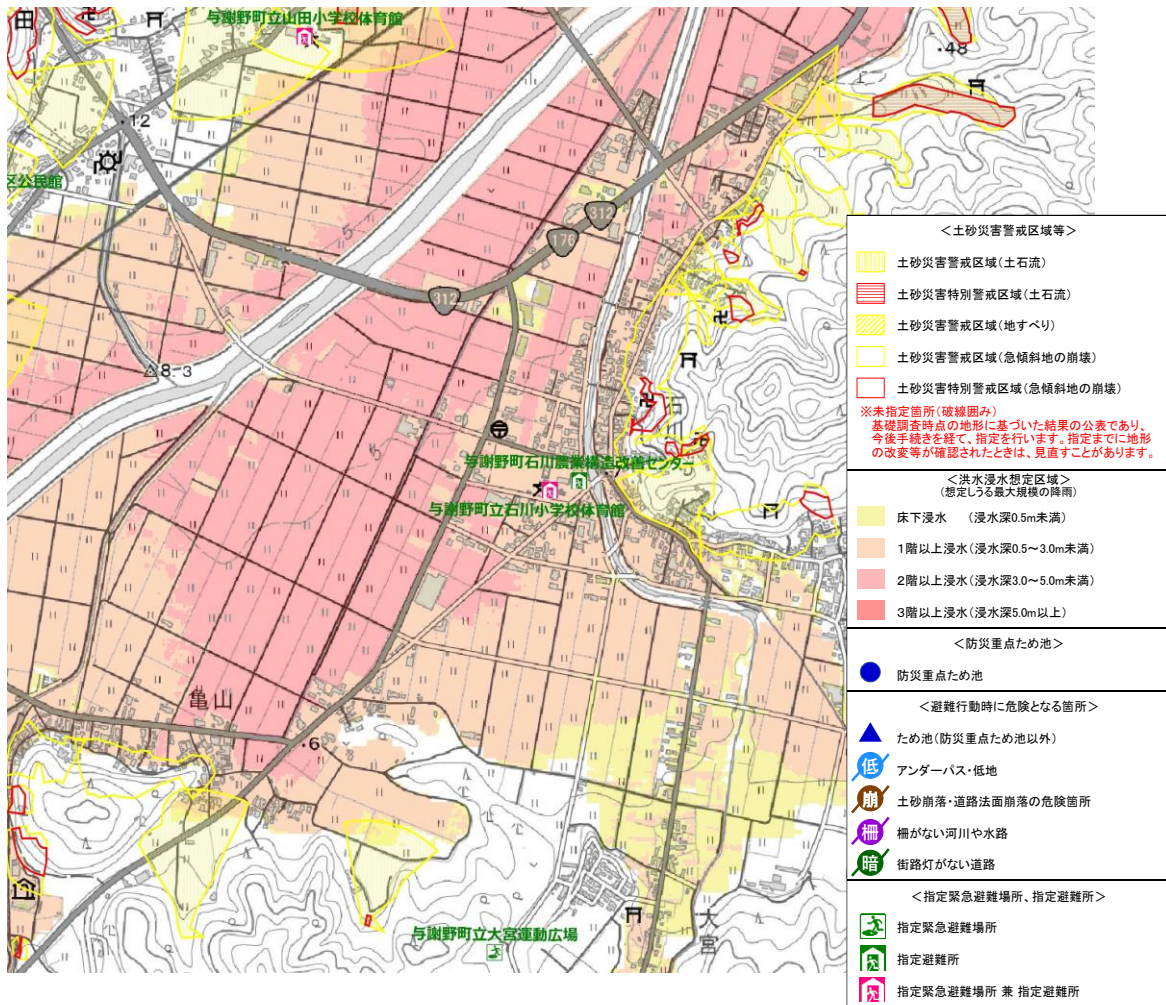 田
与謝野町立山田小学校体育館
・48
・12
区公民館
312
176
312
5
8-3
石川
与謝野町石川農業構造改善センター
与謝野町立石川小学校体育館
亀山
・6
大宮
与謝野町立大宮運動広場
＜土砂災害警戒区域等＞
土砂災害警戒区域（土石流）
土砂災害特別警戒区域（土石流）
土砂災害警戒区域（地すべり）
土砂災害警戒区域（急傾斜地の崩壊）
土砂災害特別警戒区域（急傾斜地の崩壊）
※未指定箇所（破線囲み）
基礎調査時点の地形に基づいた結果の公表であり、
今後手続きを経て、指定を行います。指定までに地形
の改変等が確認されたときは、見直すことがあります。
＜洪水浸水想定区域＞
（想定しうる最大規模の降雨）
床下浸水　（浸水深0.5m未満）
1階以上浸水（浸水深0.5～3.0m未満）
2階以上浸水（浸水深3.0～5.0m未満）
3階以上浸水（浸水深5.0m以上）
＜防災重点ため池＞
防災重点ため池
＜避難行動時に危険となる箇所＞
ため池（防災重点ため池以外）
低 アンダーパス・低地
崩 土砂崩落・道路法面崩落の危険箇所
柵 柵がない河川や水路
暗 街路灯がない道路
＜指定緊急避難場所、指定避難所＞
指定緊急避難場所
指定避難所
指定緊急避難場所 兼 指定避難所